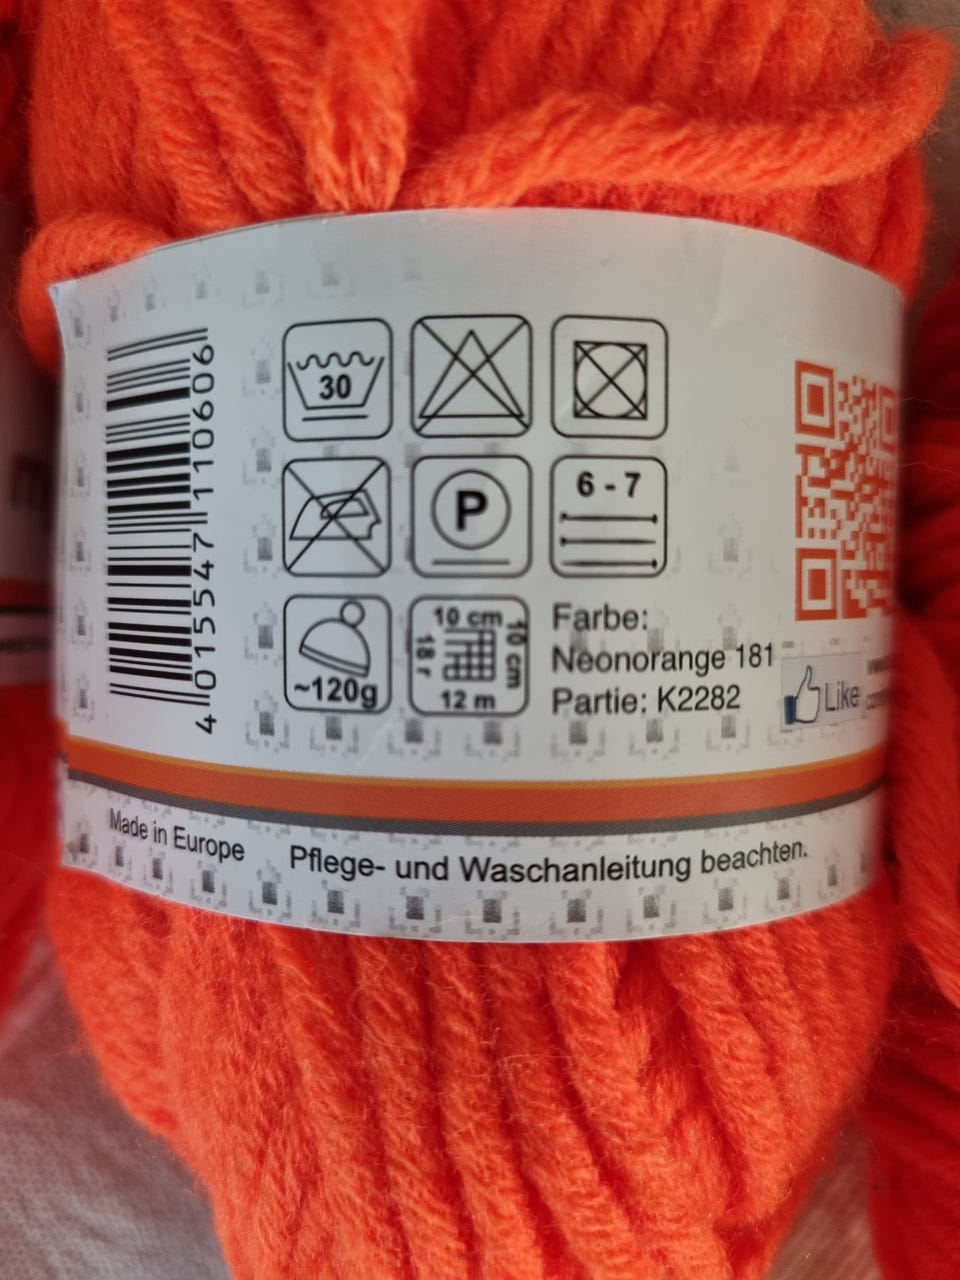 4 015547 110606
30
P
6 - 7
~120g
10 cm
10 cm
18 r
12 m
Farbe:
Neonorange 181
Partie: K2282
Like
Made in Europe
Pflege- und Waschanleitung beachten.